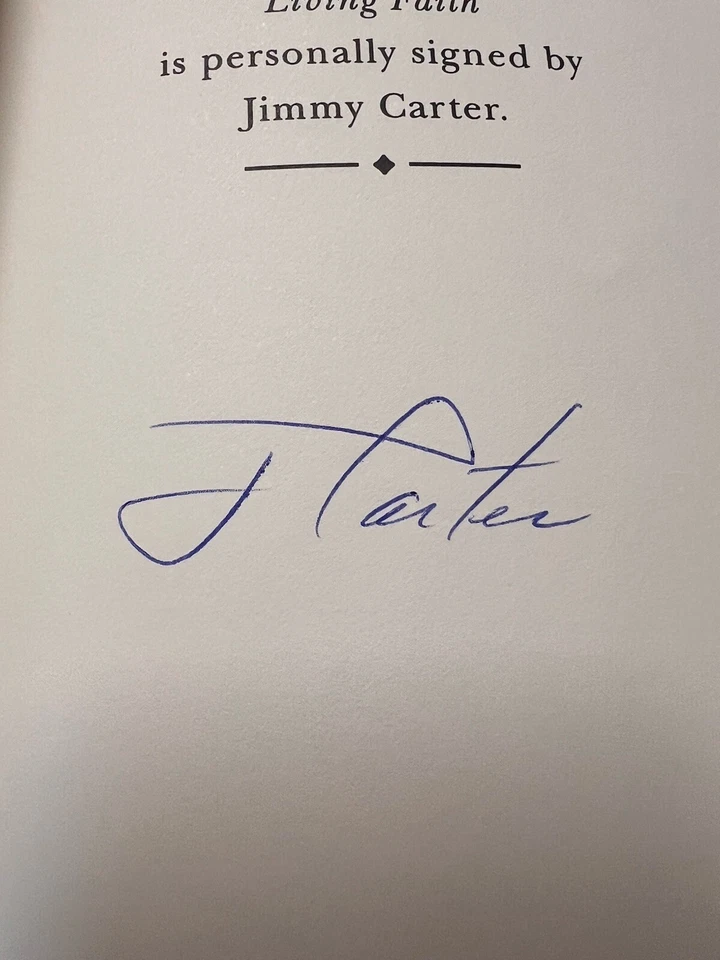 Living Faith
is personally signed by
Jimmy Carter.
J Carter